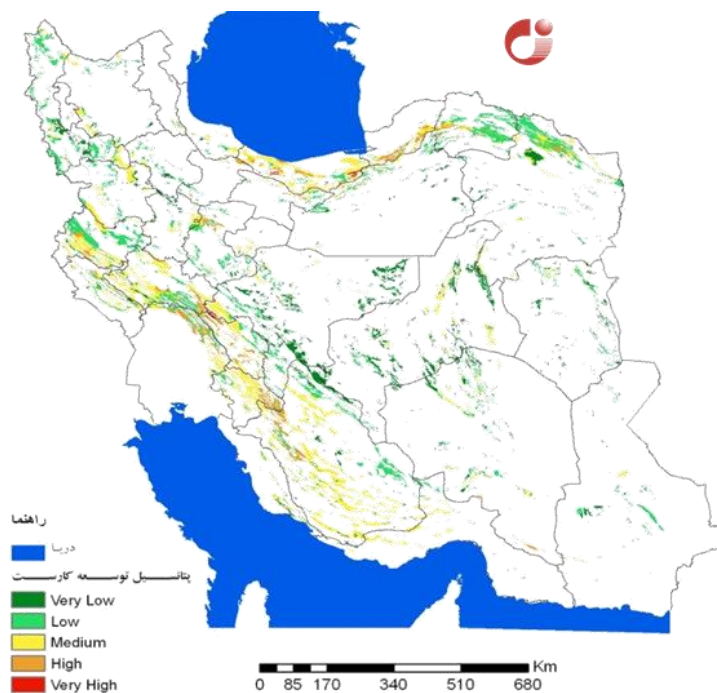 راهنما
دریا
پتانسیل توسعه کارست
Very Low
Low
Medium
High
Very High
Km
0 85 170 340 510 680